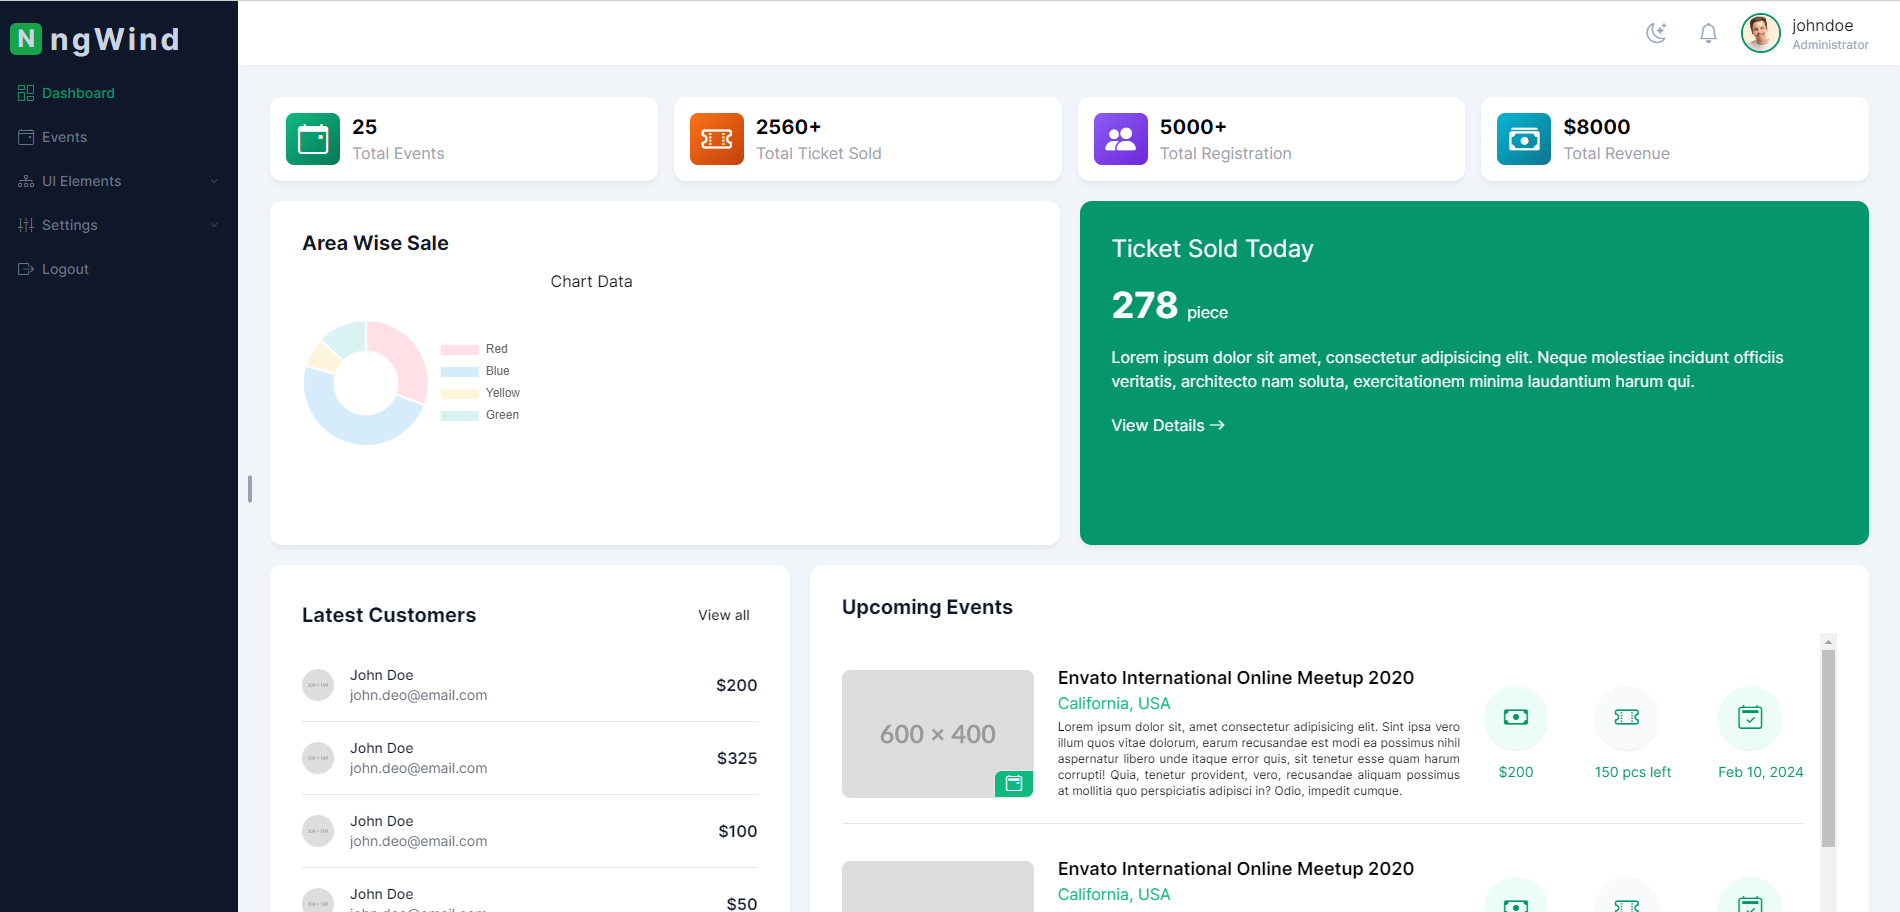 N ngWind
johndoe
Administrator
Dashboard
Events
UI Elements
Settings
Logout
25
Total Events
2560+
Total Ticket Sold
5000+
Total Registration
$8000
Total Revenue
Area Wise Sale
Chart Data
Red
Blue
Yellow
Green
Ticket Sold Today
278 piece
Lorem ipsum dolor sit amet, consectetur adipisicing elit. Neque molestiae incidunt officiis
veritatis, architecto nam soluta, exercitationem minima laudantium harum qui.
View Details →
Latest Customers
View all
John Doe
john.deo@email.com
$200
John Doe
john.deo@email.com
$325
John Doe
john.deo@email.com
$100
John Doe
$50
Upcoming Events
600 × 400
Envato International Online Meetup 2020
California, USA
Lorem ipsum dolor sit, amet consectetur adipisicing elit. Sint ipsa vero
illum quos vitae dolorum, earum recusandae est modi ea possimus nihil
aspernatur libero unde itaque error quis, sit tenetur esse quam harum
corrupti! Quia, tenetur provident, vero, recusandae aliquam possimus
at mollitia quo perspiciatis adipisci in? Odio, impedit cumque.
$200
150 pcs left
Feb 10, 2024
Envato International Online Meetup 2020
California, USA